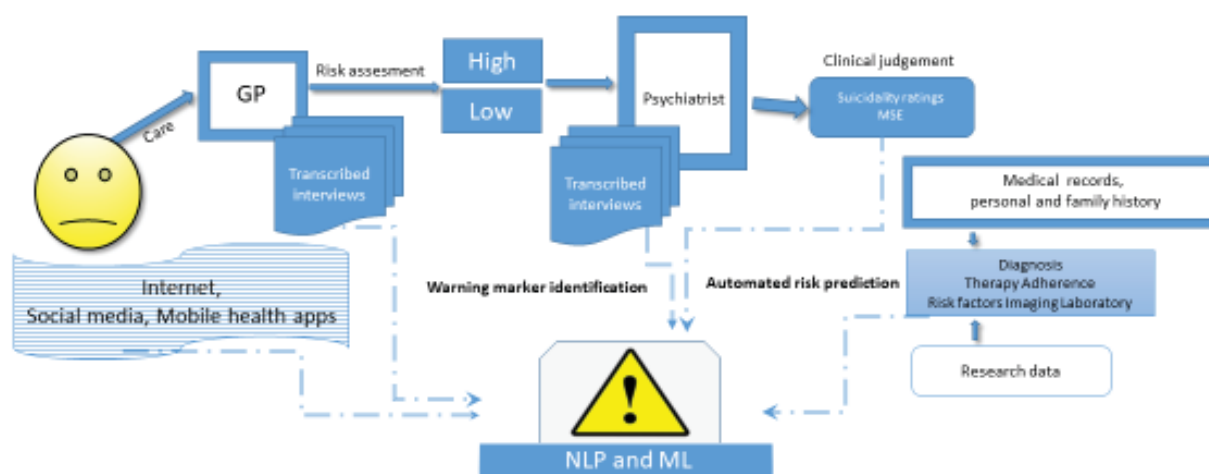 Care
GP
Risk assesment
High
Low
Psychiatrist
Clinical judgement
Suicidality ratings
MSE
Transcribed
interviews
Transcribed
interviews
Medical records,
personal and family history
Internet,
Social media, Mobile health apps
Warning marker identification
Automated risk prediction
Diagnosis
Therapy Adherence
Risk factors Imaging Laboratory
Research data
!
NLP and ML